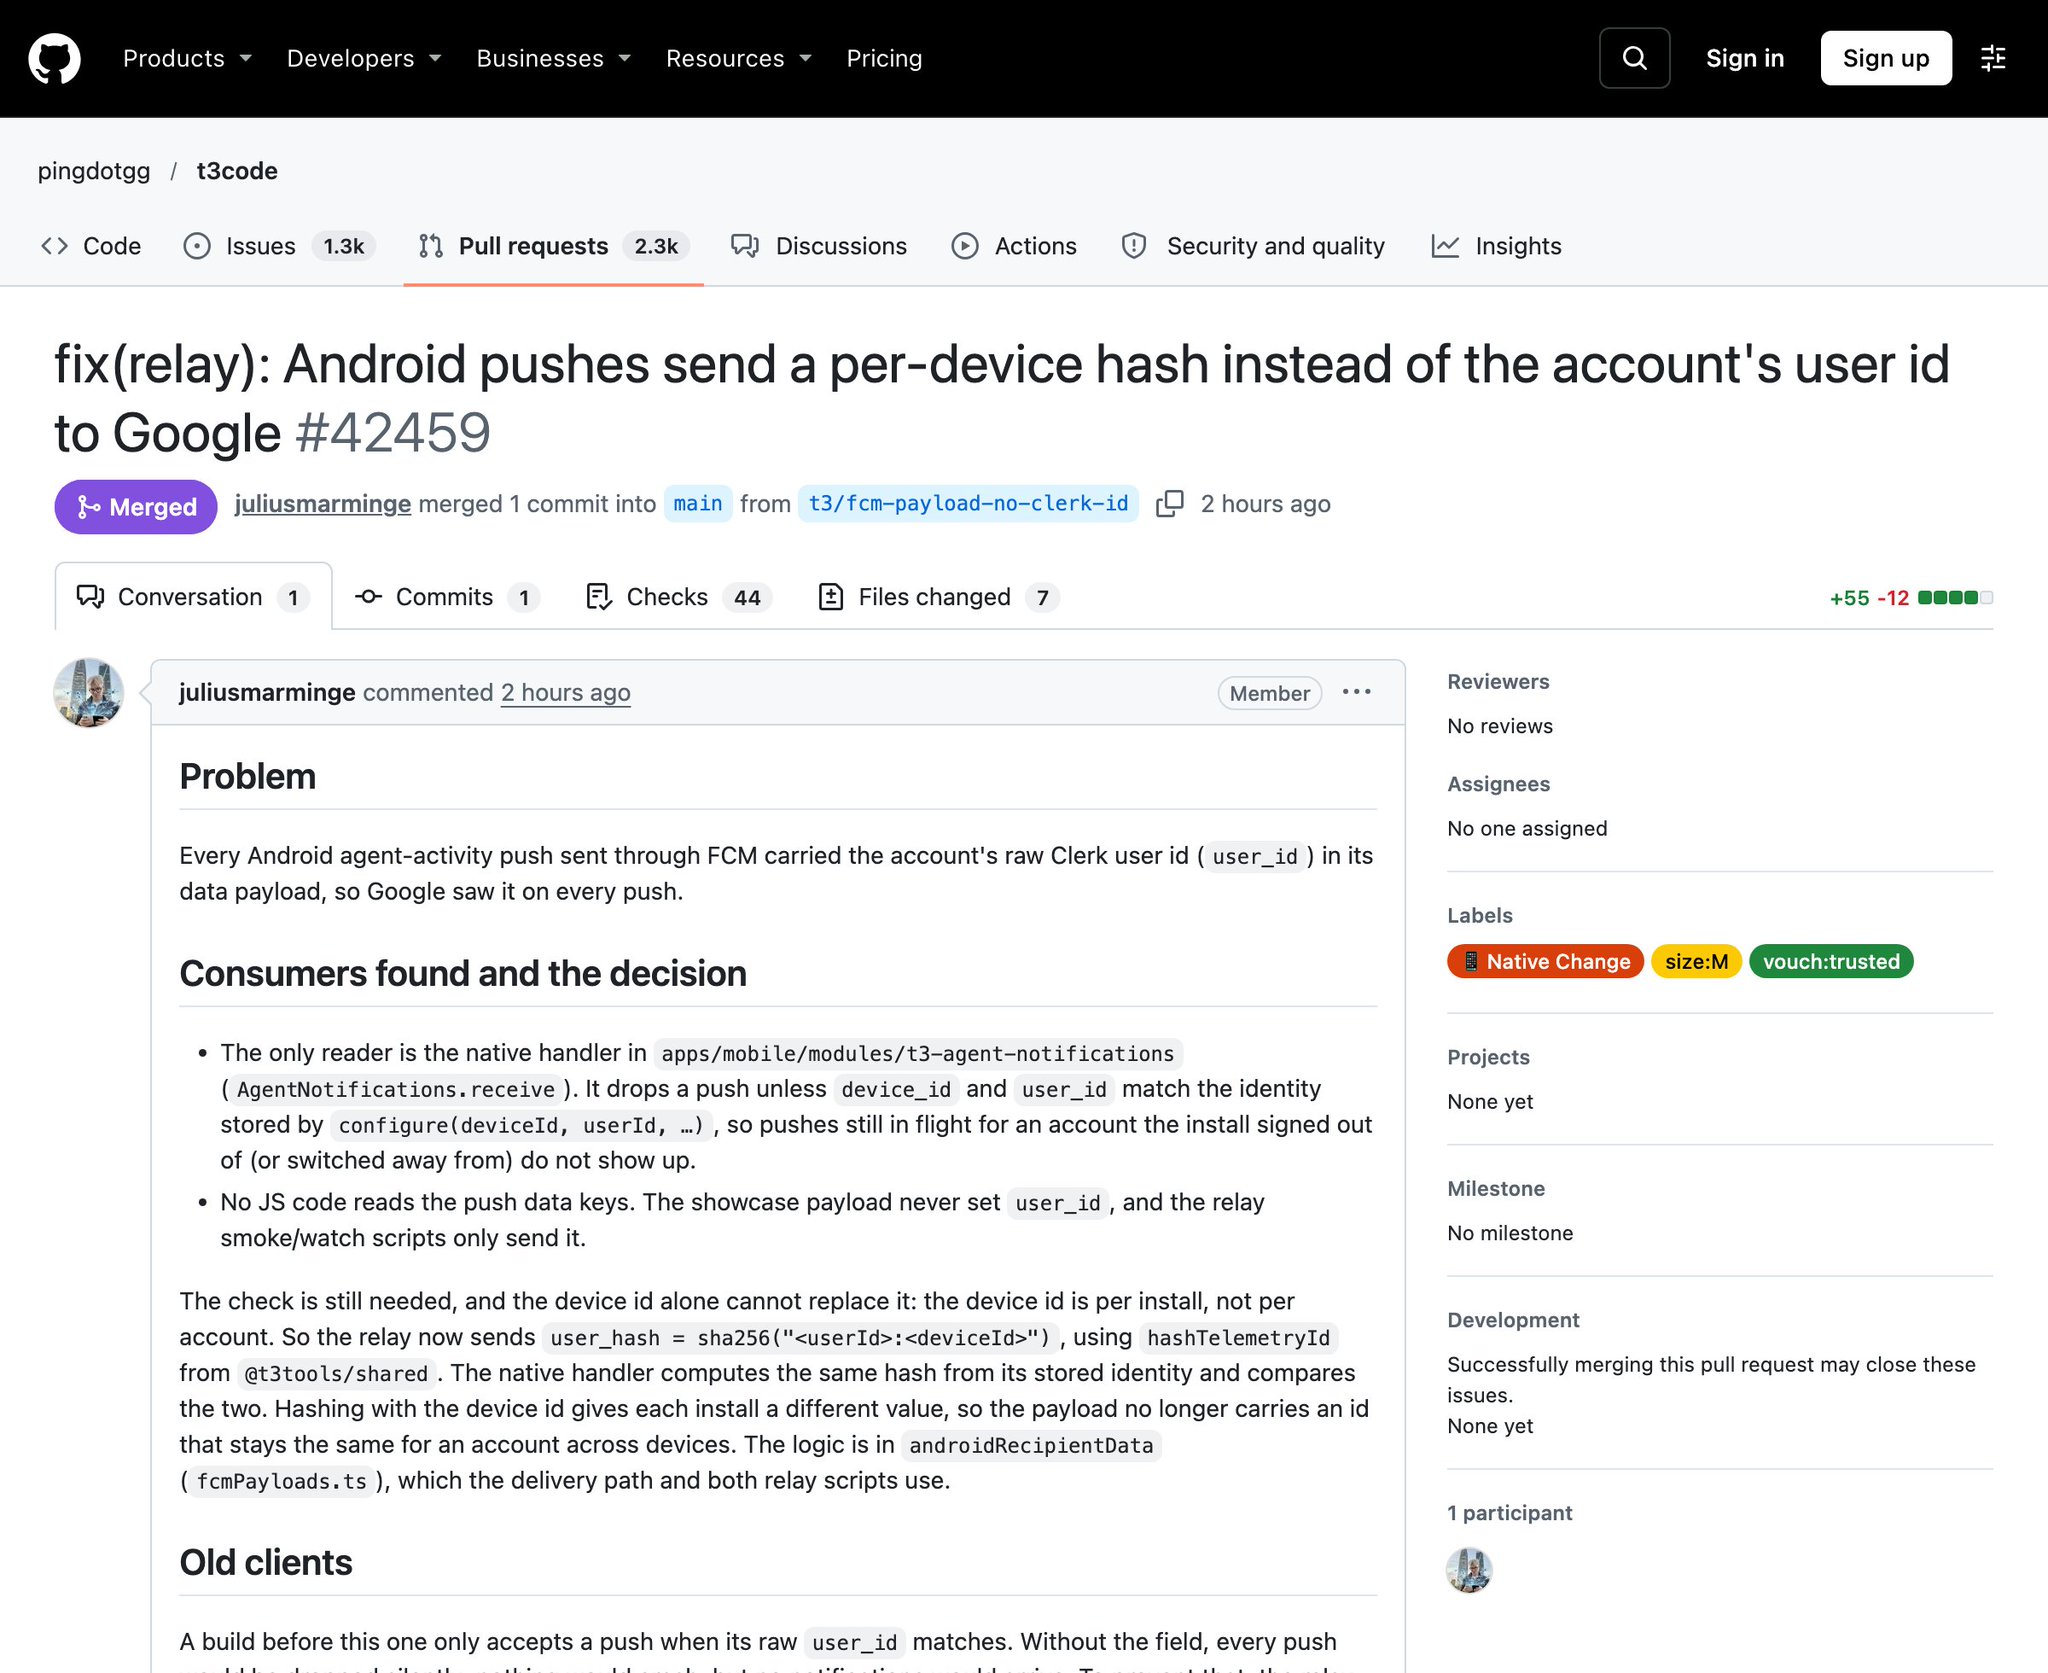 Products Developers Businesses Resources Pricing Sign in Sign up
pingdotgg / t3code
Code Issues 1.3k Pull requests 2.3k Discussions Actions Security and quality Insights
fix(relay): Android pushes send a per-device hash instead of the account's user id
to Google #42459
Merged juliusmarminge merged 1 commit into main from t3/fcm-payload-no-clerk-id 2 hours ago
Conversation 1 Commits 1 Checks 44 Files changed 7 +55 -12
juliusmarminge commented 2 hours ago Member
Problem
Every Android agent-activity push sent through FCM carried the account's raw Clerk user id ( user_id ) in its
data payload, so Google saw it on every push.
Consumers found and the decision
• The only reader is the native handler in apps/mobile/modules/t3-agent-notifications
( AgentNotifications.receive ). It drops a push unless device_id and user_id match the identity
stored by configure(deviceId, userId, …) , so pushes still in flight for an account the install signed out
of (or switched away from) do not show up.
• No JS code reads the push data keys. The showcase payload never set user_id , and the relay
smoke/watch scripts only send it.
The check is still needed, and the device id alone cannot replace it: the device id is per install, not per
account. So the relay now sends user_hash = sha256("<userId>:<deviceId>") , using hashTelemetryId
from @t3tools/shared . The native handler computes the same hash from its stored identity and compares
the two. Hashing with the device id gives each install a different value, so the payload no longer carries an id
that stays the same for an account across devices. The logic is in androidRecipientData
( fcmPayloads.ts ), which the delivery path and both relay scripts use.
Old clients
A build before this one only accepts a push when its raw user_id matches. Without the field, every push
Reviewers
No reviews
Assignees
No one assigned
Labels
Native Change size:M vouch:trusted
Projects
None yet
Milestone
No milestone
Development
Successfully merging this pull request may close these
issues.
None yet
1 participant